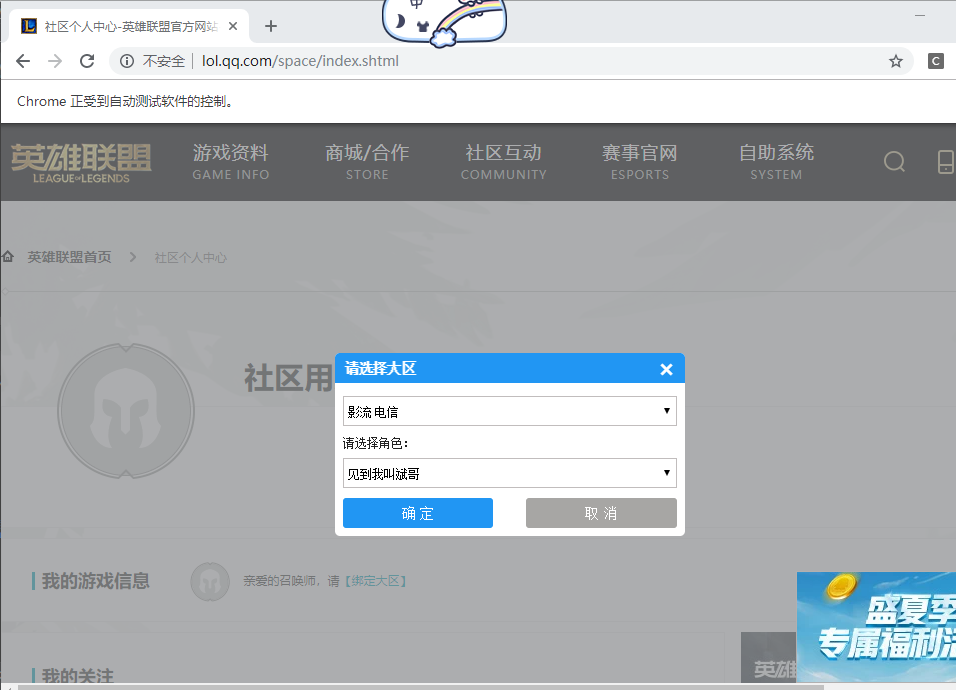 社区个人中心-英雄联盟官方网站
不安全 lol.qq.com/space/index.shtml
C
Chrome 正受到自动测试软件的控制。
英雄联盟
LEAGUE OF LEGENDS
游戏资料 商城/合作 社区互动 赛事官网 自助系统
GAME INFO STORE COMMUNITY ESPORTS SYSTEM
英雄联盟首页 社区个人中心
社区用
请选择大区
影流 电信
请选择角色：
见到我叫泧哥
确 定 取 消
我的游戏信息 亲爱的召唤师，请【绑定大区】
盛夏季
专属福利活
我的关注
英雄